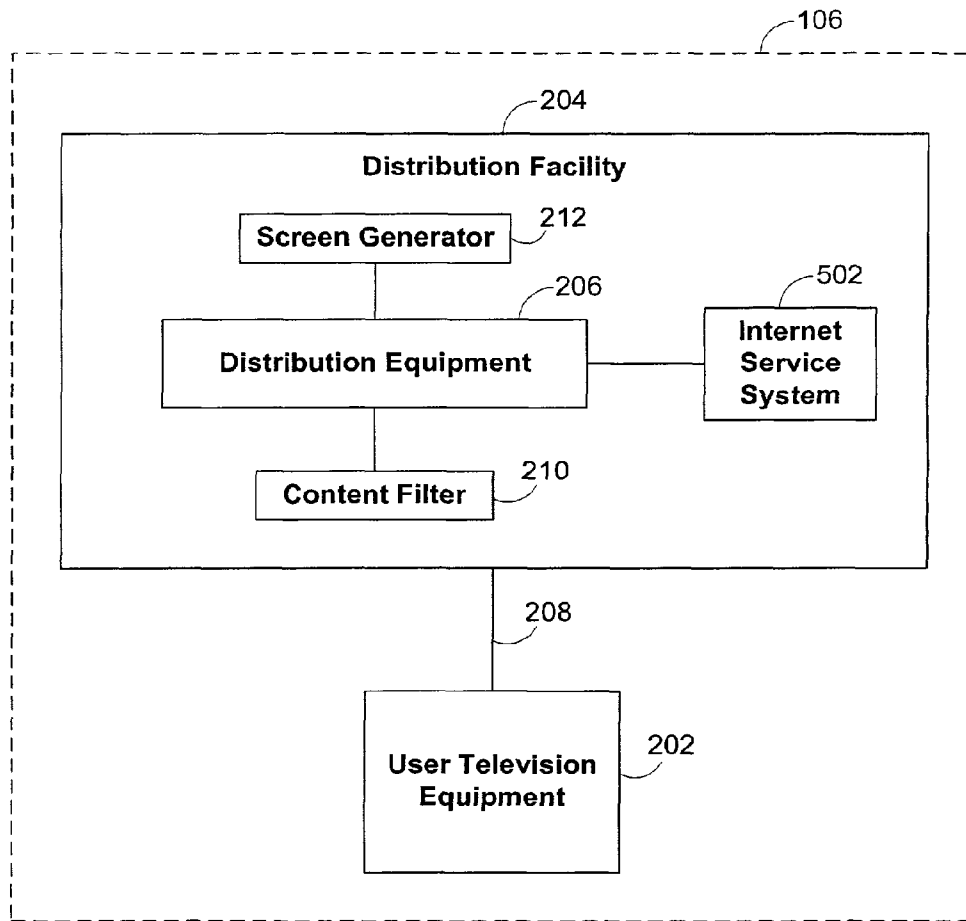 106
204
Distribution Facility
212
Screen Generator
206
502
Distribution Equipment
Internet
Service
System
210
Content Filter
208
202
User Television
Equipment